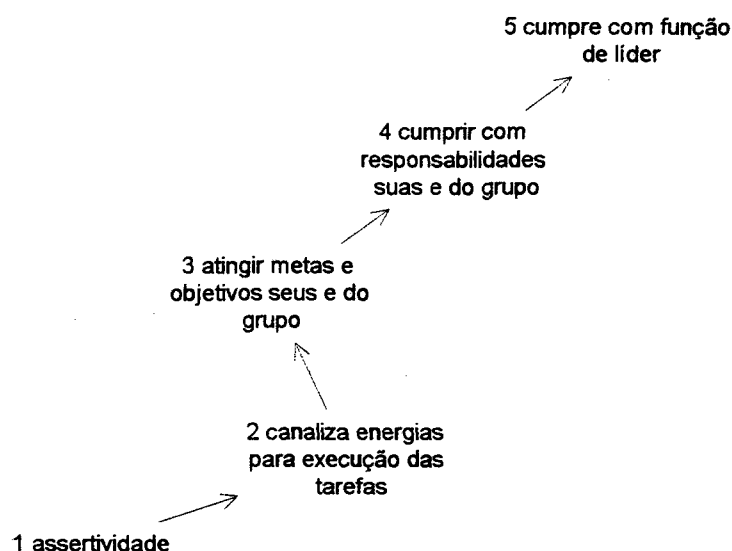 5 cumpre com função
de líder
4 cumprir com
responsabilidades
suas e do grupo
3 atingir metas e
objetivos seus e do
grupo
2 canaliza energias
para execução das
tarefas
1 assertividade